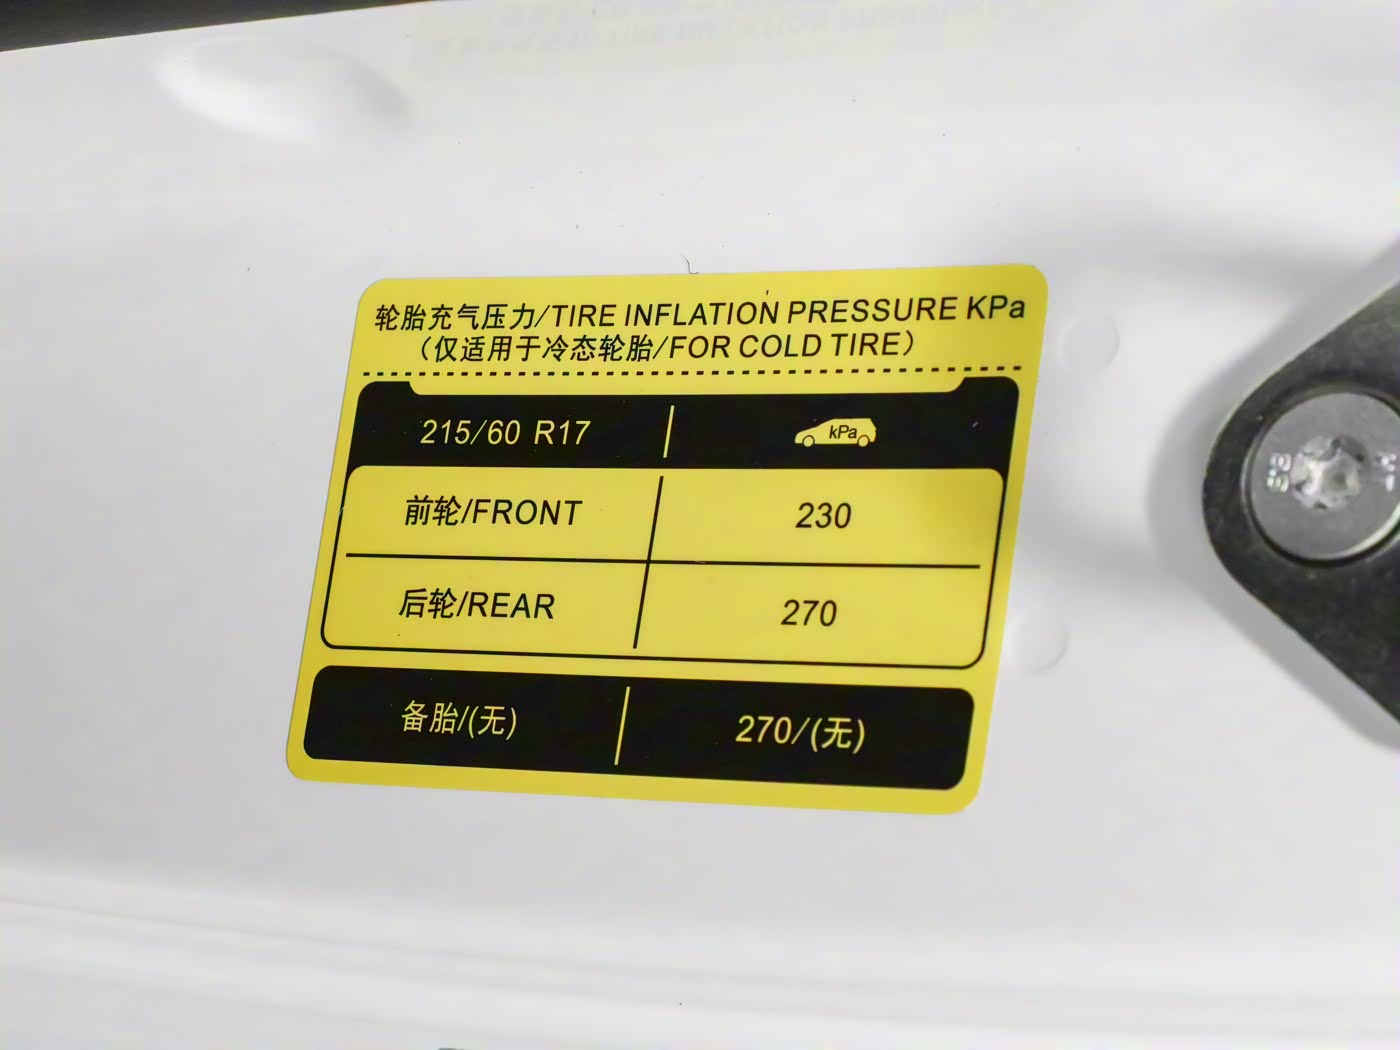 轮胎充气压力/TIRE INFLATION PRESSURE KPa
（仅适用于冷态轮胎/FOR COLD TIRE）
215/60 R17 kPa
前轮/FRONT 230
后轮/REAR 270
备胎/(无) 270/(无)